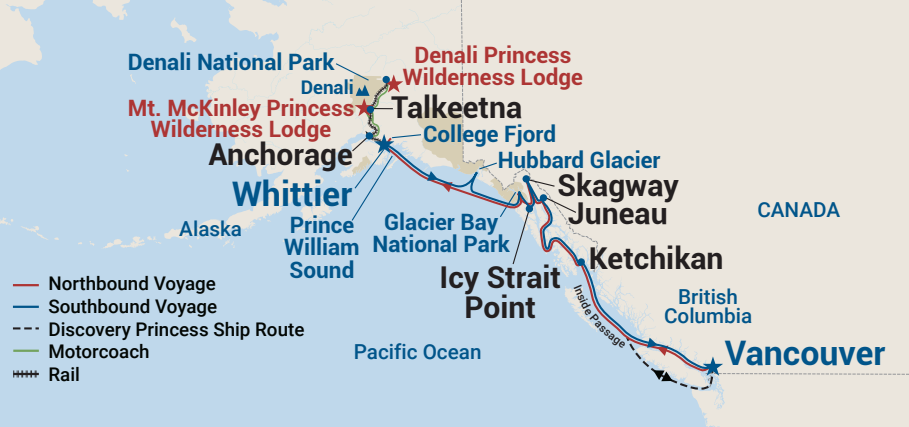 Denali National Park
Denali Princess
Wilderness Lodge
Denali
Mt. McKinley Princess
Wilderness Lodge
Talkeetna
College Fjord
Anchorage
Hubbard Glacier
Whittier
Skagway
Juneau
Prince
William
Sound
Glacier Bay
National Park
CANADA
Alaska
Icy Strait
Point
Ketchikan
Northbound Voyage
Southbound Voyage
Discovery Princess Ship Route
Motorcoach
Rail
Inside Passage
British
Columbia
Pacific Ocean
Vancouver